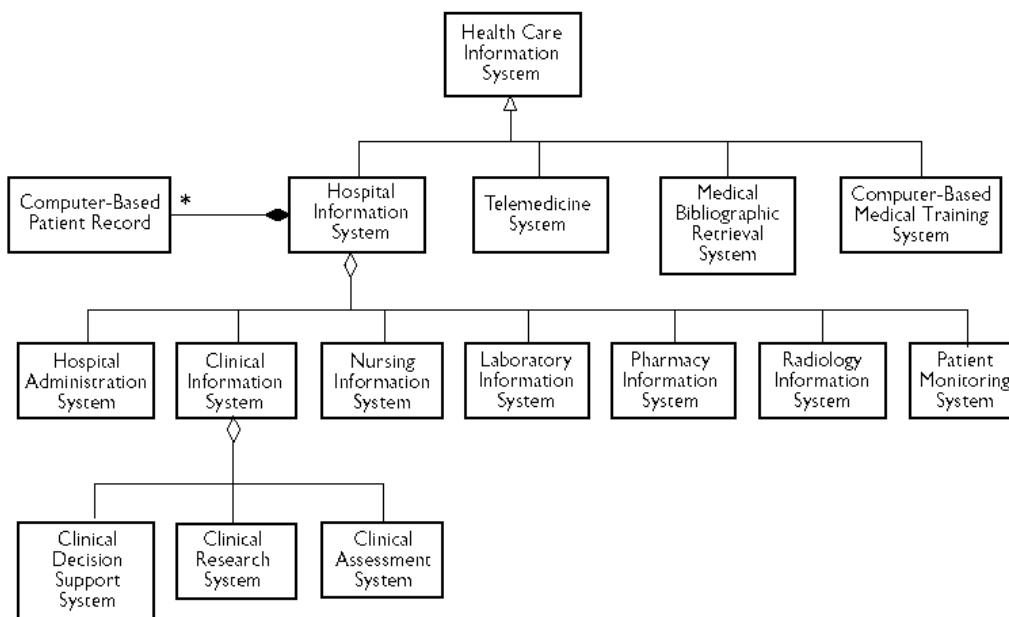 Health Care
Information
System
Computer-Based
Patient Record
*
Hospital
Information
System
Telemedicine
System
Medical
Bibliographic
Retrieval
System
Computer-Based
Medical Training
System
Hospital
Administration
System
Clinical
Information
System
Nursing
Information
System
Laboratory
Information
System
Pharmacy
Information
System
Radiology
Information
System
Patient
Monitoring
System
Clinical
Decision
Support
System
Clinical
Research
System
Clinical
Assessment
System